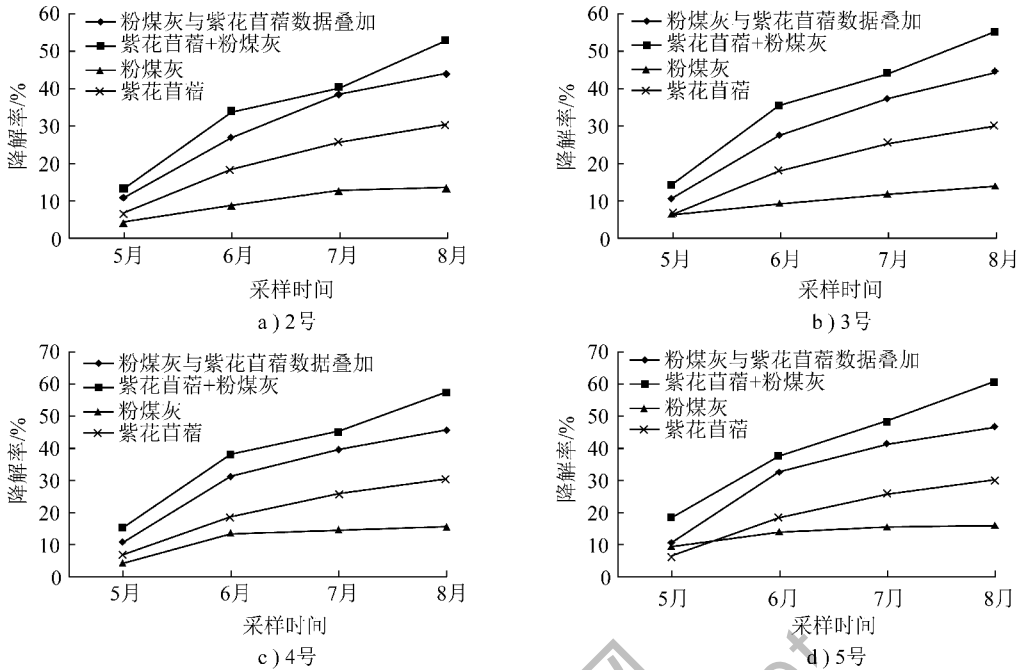 60
50
40
30
20
10
0
降解率/%
粉煤灰与紫花苜蓿数据叠加
紫花苜蓿+粉煤灰
粉煤灰
紫花苜蓿
5月 6月 7月 8月
采样时间
a ) 2号
60
50
40
30
20
10
0
降解率/%
粉煤灰与紫花苜蓿数据叠加
紫花苜蓿+粉煤灰
粉煤灰
紫花苜蓿
5月 6月 7月 8月
采样时间
b ) 3号
70
60
50
40
30
20
10
0
降解率/%
粉煤灰与紫花苜蓿数据叠加
紫花苜蓿+粉煤灰
粉煤灰
紫花苜蓿
5月 6月 7月 8月
采样时间
c ) 4号
70
60
50
40
30
20
10
0
降解率/%
粉煤灰与紫花苜蓿数据叠加
紫花苜蓿+粉煤灰
粉煤灰
紫花苜蓿
5月 6月 7月 8月
采样时间
d ) 5号